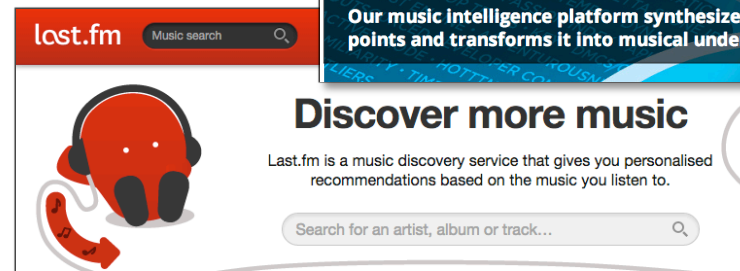 last.fm
Music search
Our music intelligence platform synthesize
points and transforms it into musical unde
Discover more music
Last.fm is a music discovery service that gives you personalised
recommendations based on the music you listen to.
Search for an artist, album or track...